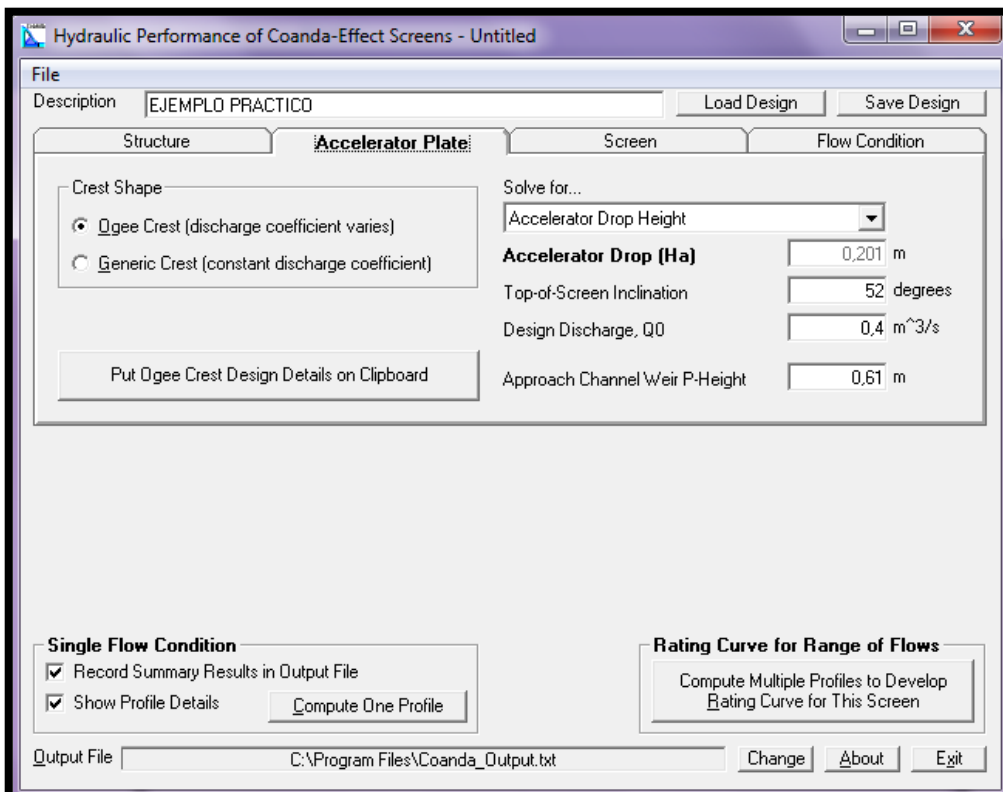 Hydraulic Performance of Coanda-Effect Screens - Untitled
File
Description EJEMPLO PRACTICO Load Design Save Design
Structure Accelerator Plate Screen Flow Condition
Crest Shape
Ogee Crest (discharge coefficient varies)
Generic Crest (constant discharge coefficient)
Put Ogee Crest Design Details on Clipboard
Solve for...
Accelerator Drop Height
Accelerator Drop (Ha) 0,201 m
Top-of-Screen Inclination 52 degrees
Design Discharge, Q0 0,4 m^3/s
Approach Channel Weir P-Height 0,61 m
Single Flow Condition
Record Summary Results in Output File
Show Profile Details Compute One Profile
Rating Curve for Range of Flows
Compute Multiple Profiles to Develop
Rating Curve for This Screen
Output File C:\Program Files\Coanda_Output.txt Change About Exit